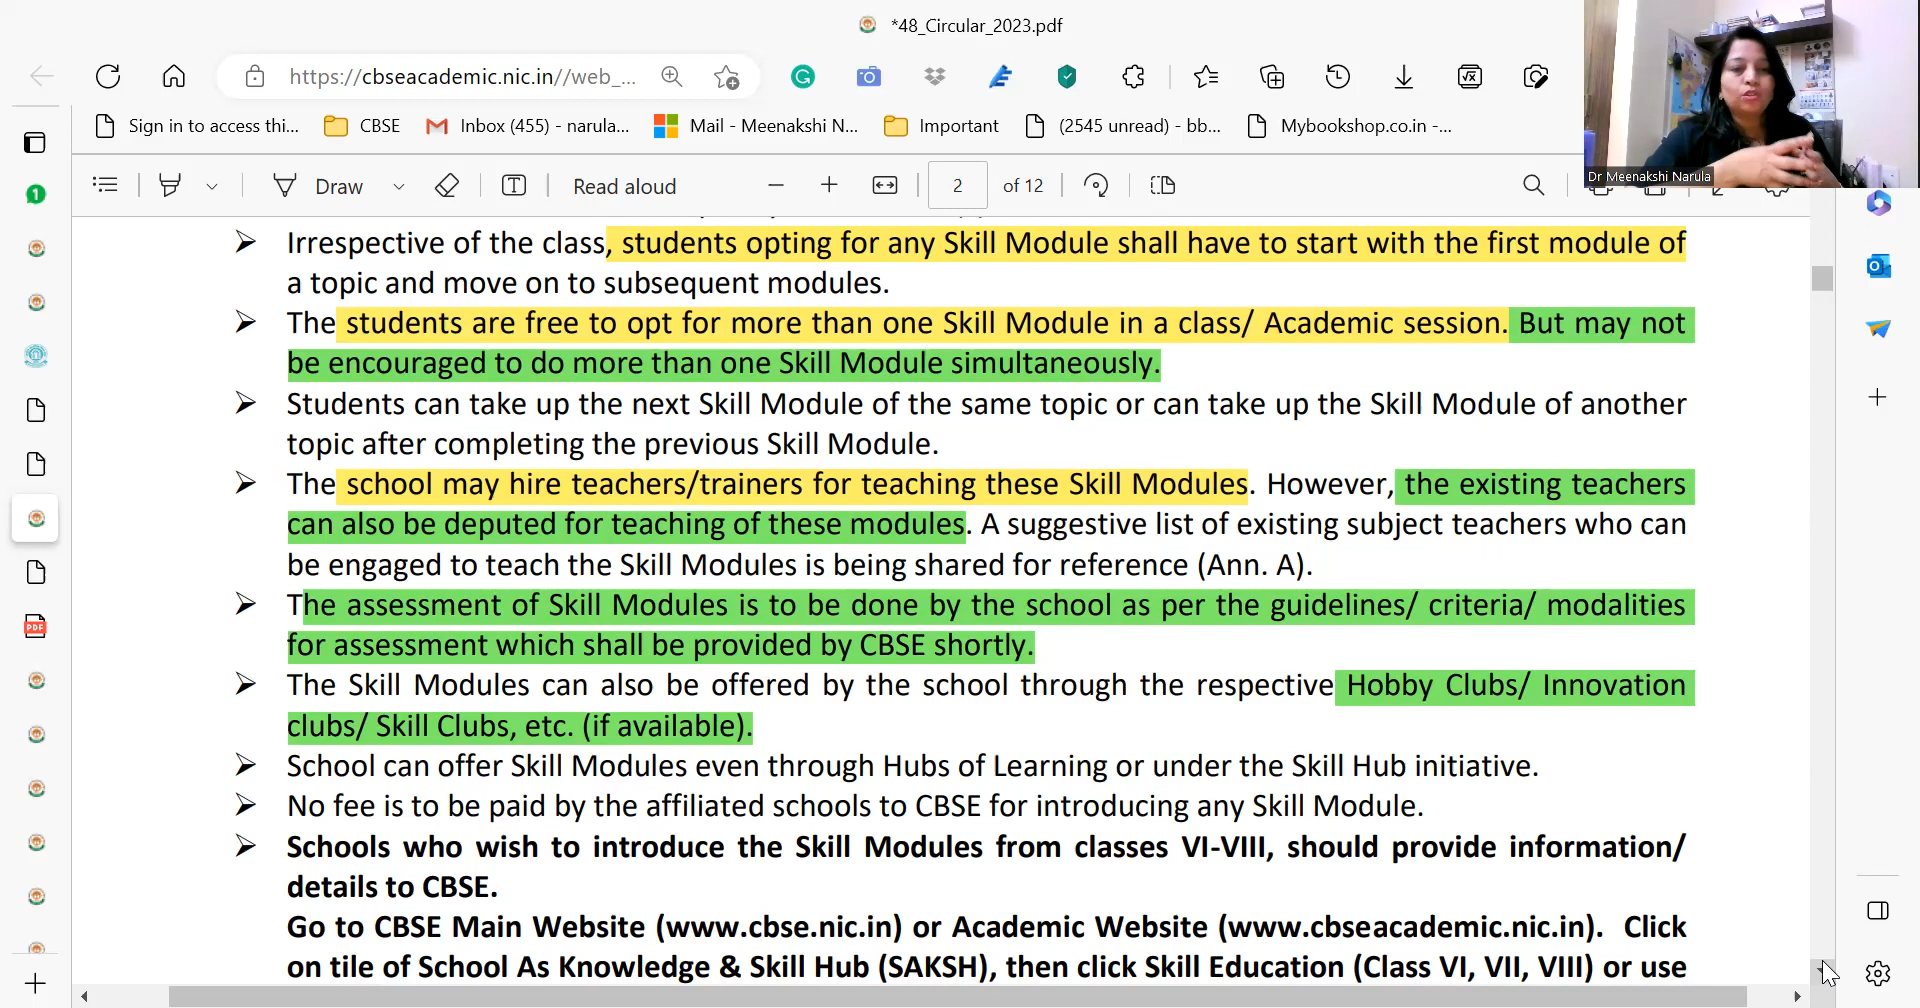 *48_Circular_2023.pdf
https://cbseacademic.nic.in//web_...
Sign in to access thi...
CBSE
Inbox (455) - narula...
Mail - Meenakshi N...
Important
(2545 unread) - bb...
Mybookshop.co.in -...
Dr Meenakshi Narula
Draw
Read aloud
2
of 12
➢ Irrespective of the class, students opting for any Skill Module shall have to start with the first module of
a topic and move on to subsequent modules.
➢ The students are free to opt for more than one Skill Module in a class/ Academic session. But may not
be encouraged to do more than one Skill Module simultaneously.
➢ Students can take up the next Skill Module of the same topic or can take up the Skill Module of another
topic after completing the previous Skill Module.
➢ The school may hire teachers/trainers for teaching these Skill Modules. However, the existing teachers
can also be deputed for teaching of these modules. A suggestive list of existing subject teachers who can
be engaged to teach the Skill Modules is being shared for reference (Ann. A).
➢ The assessment of Skill Modules is to be done by the school as per the guidelines/ criteria/ modalities
for assessment which shall be provided by CBSE shortly.
➢ The Skill Modules can also be offered by the school through the respective Hobby Clubs/ Innovation
clubs/ Skill Clubs, etc. (if available).
➢ School can offer Skill Modules even through Hubs of Learning or under the Skill Hub initiative.
➢ No fee is to be paid by the affiliated schools to CBSE for introducing any Skill Module.
➢ Schools who wish to introduce the Skill Modules from classes VI-VIII, should provide information/
details to CBSE.
Go to CBSE Main Website (www.cbse.nic.in) or Academic Website (www.cbseacademic.nic.in). Click
on tile of School As Knowledge & Skill Hub (SAKSH), then click Skill Education (Class VI, VII, VIII) or use
1
PDF